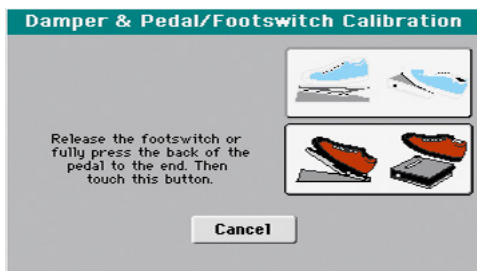 Damper & Pedal/Footswitch Calibration
Release the footswitch or
fully press the back of the
pedal to the end. Then
touch this button.
Cancel